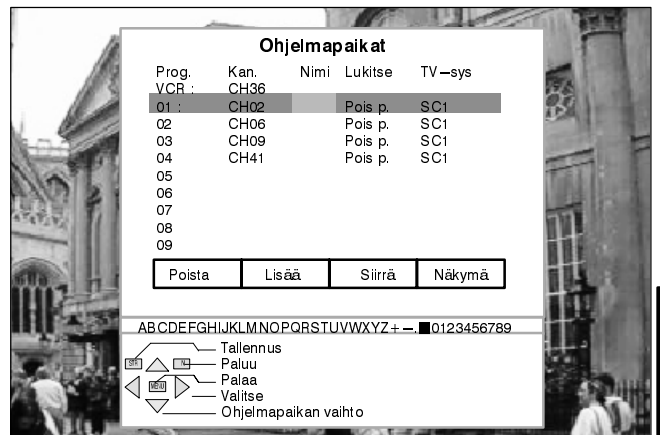 Ohjelmapaikat
Prog. Kan. Nimi Lukitse TV–sys
VCR : CH36
01 : CH02 Pois p. SC1
02 CH06 Pois p. SC1
03 CH09 Pois p. SC1
04 CH41 Pois p. SC1
05
06
07
08
09
Poista Lisää Siirrä Näkymä
ABCDEFGHIJKLMNOPQRSTUVWXYZ+–.■0123456789
Tallennus
STR N Paluu
MENU Palaa
Valitse
Ohjelmapaikan vaihto